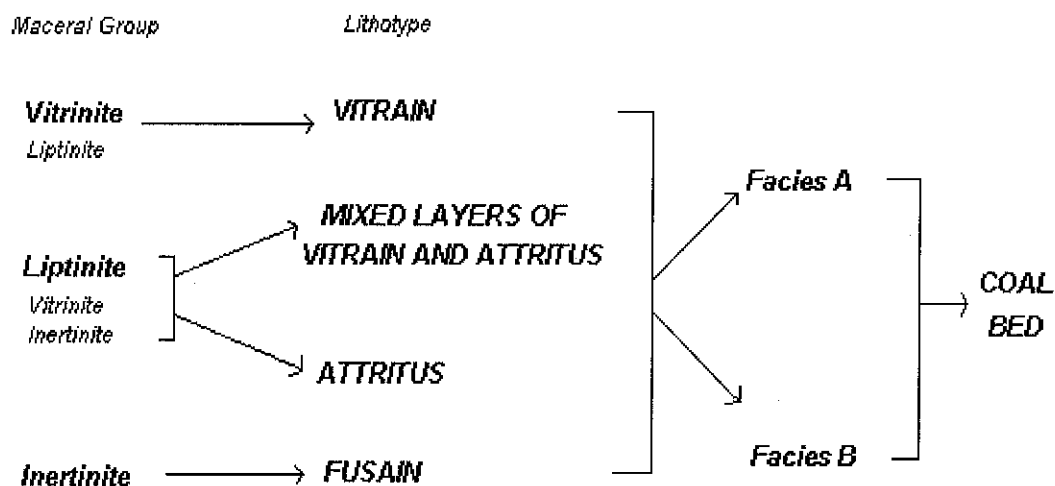 Maceral Group
Lithotype
Vitrinite
VITRAIN
Liptinite
Facies A
MIXED LAYERS OF
VITRAIN AND ATTRITUS
Liptinite
Vitrinite
Inertinite
COAL
BED
ATTRITUS
Facies B
Inertinite
FUSAIN